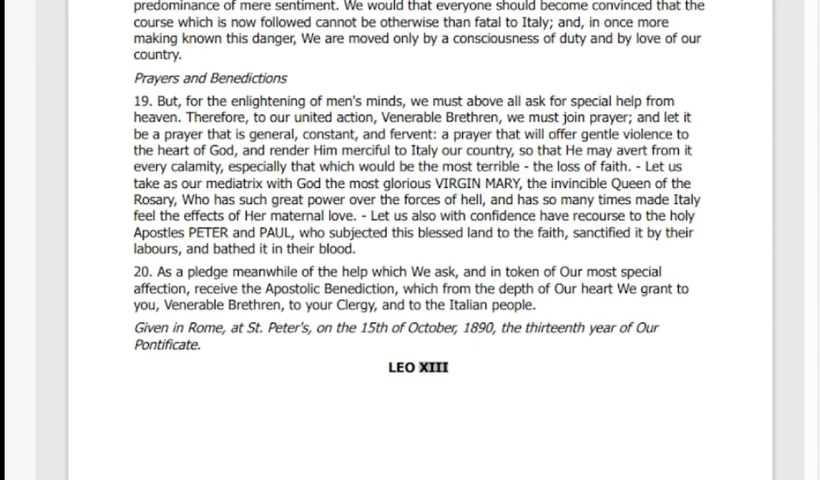 predominance of mere sentiment. We would that everyone should become convinced that the
course which is now followed cannot be otherwise than fatal to Italy; and, in once more
making known this danger, We are moved only by a consciousness of duty and by love of our
country.
Prayers and Benedictions
19. But, for the enlightening of men's minds, we must above all ask for special help from
heaven. Therefore, to our united action, Venerable Brethren, we must join prayer; and let it
be a prayer that is general, constant, and fervent: a prayer that will offer gentle violence to
the heart of God, and render Him merciful to Italy our country, so that He may avert from it
every calamity, especially that which would be the most terrible - the loss of faith. - Let us
take as our mediatrix with God the most glorious VIRGIN MARY, the invincible Queen of the
Rosary, Who has such great power over the forces of hell, and has so many times made Italy
feel the effects of Her maternal love. - Let us also with confidence have recourse to the holy
Apostles PETER and PAUL, who subjected this blessed land to the faith, sanctified it by their
labours, and bathed it in their blood.
20. As a pledge meanwhile of the help which We ask, and in token of Our most special
affection, receive the Apostolic Benediction, which from the depth of Our heart We grant to
you, Venerable Brethren, to your Clergy, and to the Italian people.
Given in Rome, at St. Peter's, on the 15th of October, 1890, the thirteenth year of Our
Pontificate.
LEO XIII